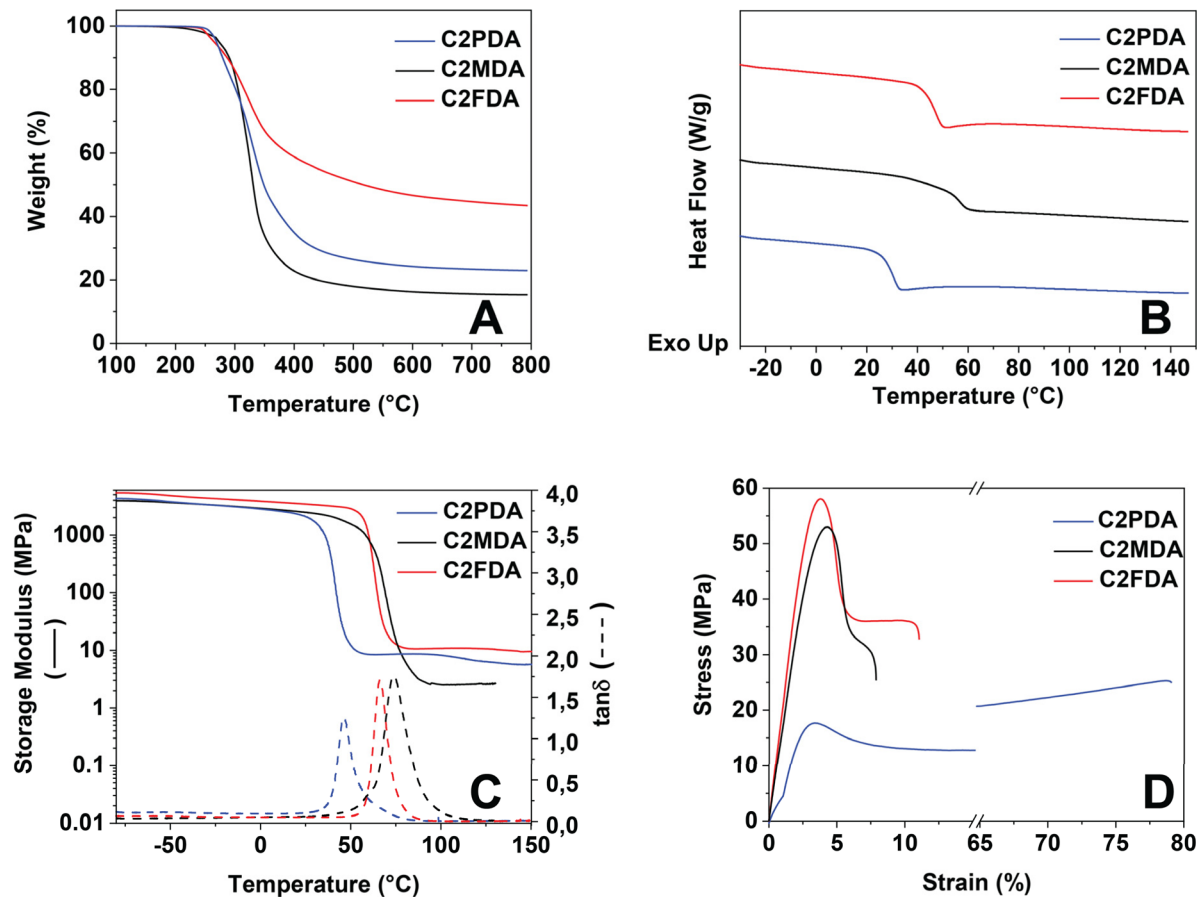 100
80
60
40
20
0
Weight (%)
C2PDA
C2MDA
C2FDA
A
100 200 300 400 500 600 700 800
Temperature (°C)
Heat Flow (W/g)
C2PDA
C2MDA
C2FDA
B
Exo Up
-20 0 20 40 60 80 100 120 140
Temperature (°C)
Storage Modulus (MPa)
(——)
1000
100
10
1
0.1
0.01
C2PDA
C2MDA
C2FDA
4,0
3,5
3,0
2,5
2,0
1,5
1,0
0,5
0,0
tanδ (---)
C
-50 0 50 100 150
Temperature (°C)
Stress (MPa)
60
50
40
30
20
10
0
C2PDA
C2MDA
C2FDA
D
0 5 10 65 70 75 80
Strain (%)